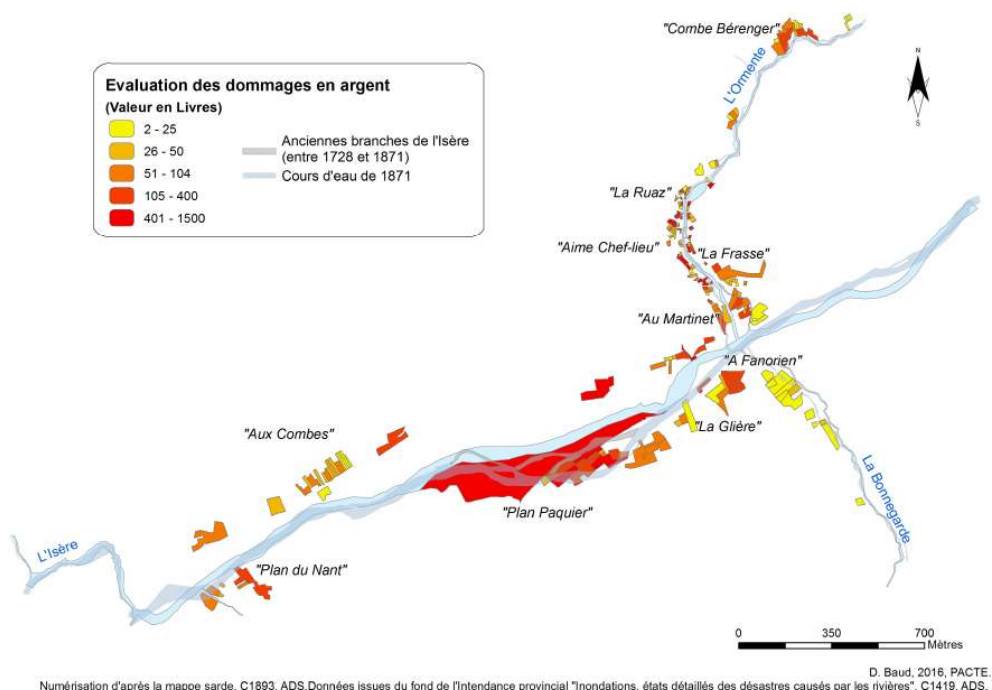 "Combe Bérenger"
L'Ormente
N
S
Evaluation des dommages en argent
(Valeur en Livres)
2 - 25
26 - 50
51 - 104
105 - 400
401 - 1500
Anciennes branches de l'Isère
(entre 1728 et 1871)
Cours d'eau de 1871
"La Ruaz"
"Aime Chef-lieu"
"La Frasse"
"Au Martinet"
"A Fanorien"
"La Glière"
"Aux Combes"
"Plan Paquier"
La Bonnegarde
L'Isère
"Plan du Nant"
0 350 700
Mètres
D. Baud, 2016, PACTE.
Numérisation d'après la mappe sarde, C1893, ADS.Données issues du fond de l'Intendance provincial "Inondations, états détaillés des désastres causés par les rivières", C1419, ADS.